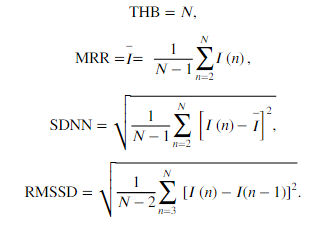 THB = N,
MRR = Ī = 1/(N − 1) ∑_{n=2}^{N} I (n),
SDNN = √( 1/(N − 1) ∑_{n=2}^{N} [I (n) − Ī]² ),
RMSSD = √( 1/(N − 2) ∑_{n=3}^{N} [I (n) − I(n − 1)]² ).